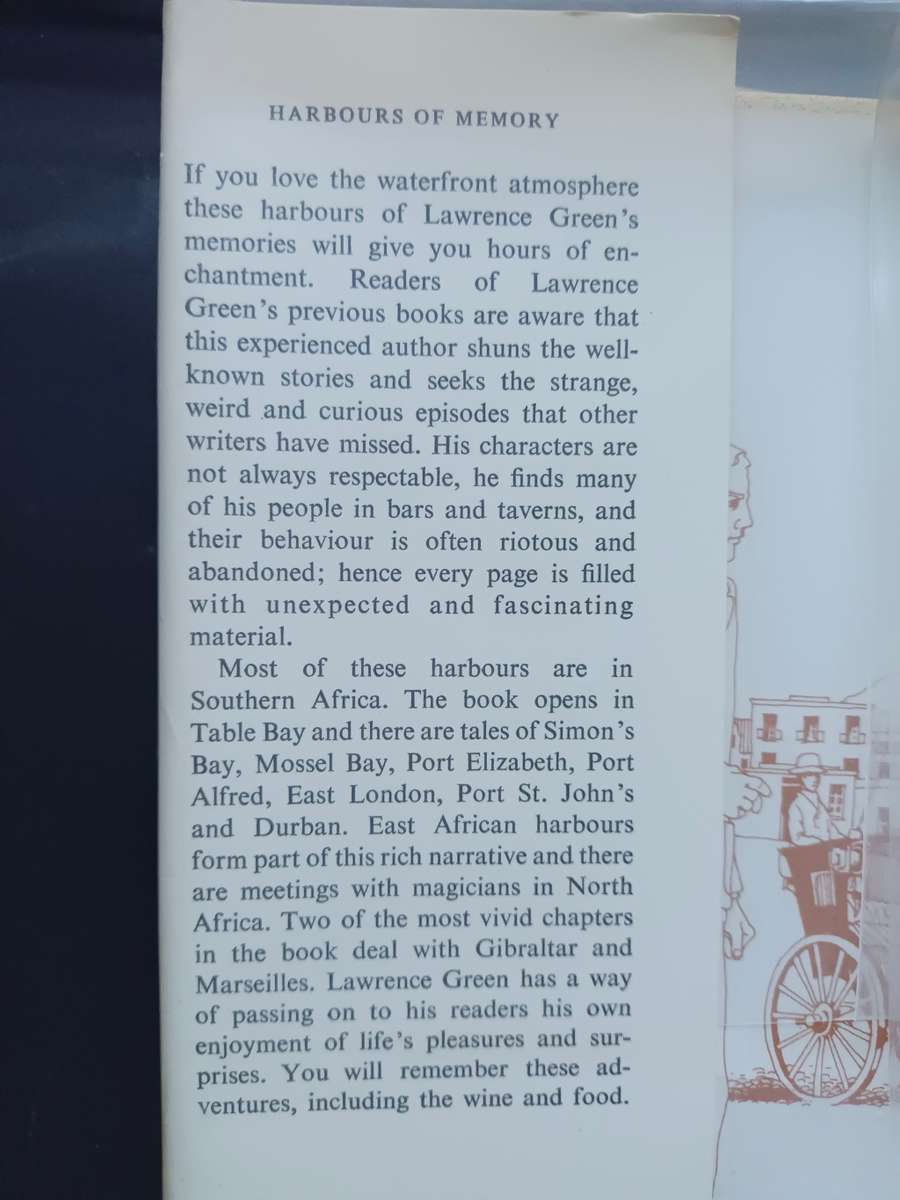 HARBOURS OF MEMORY
If you love the waterfront atmosphere
these harbours of Lawrence Green's
memories will give you hours of en-
chantment. Readers of Lawrence
Green's previous books are aware that
this experienced author shuns the well-
known stories and seeks the strange,
weird and curious episodes that other
writers have missed. His characters are
not always respectable, he finds many
of his people in bars and taverns, and
their behaviour is often riotous and
abandoned; hence every page is filled
with unexpected and fascinating
material.
Most of these harbours are in
Southern Africa. The book opens in
Table Bay and there are tales of Simon's
Bay, Mossel Bay, Port Elizabeth, Port
Alfred, East London, Port St. John's
and Durban. East African harbours
form part of this rich narrative and there
are meetings with magicians in North
Africa. Two of the most vivid chapters
in the book deal with Gibraltar and
Marseilles. Lawrence Green has a way
of passing on to his readers his own
enjoyment of life's pleasures and sur-
prises. You will remember these ad-
ventures, including the wine and food.